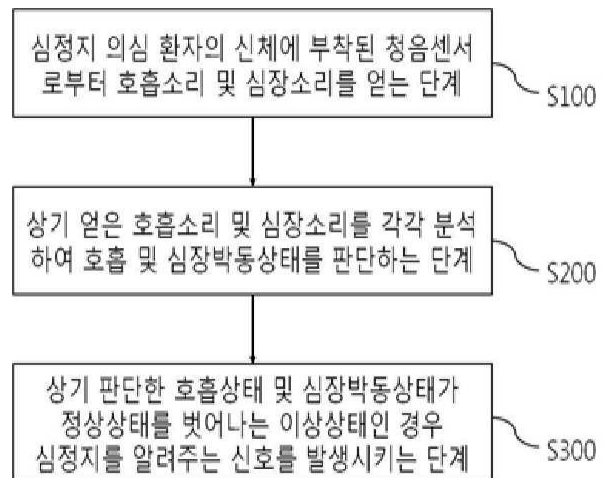 심정지 의심 환자의 신체에 부착된 청음센서
로부터 호흡소리 및 심장소리를 얻는 단계
S100
상기 얻은 호흡소리 및 심장소리를 각각 분석
하여 호흡 및 심장박동상태를 판단하는 단계
S200
상기 판단한 호흡상태 및 심장박동상태가
정상상태를 벗어나는 이상상태인 경우
심정지를 알려주는 신호를 발생시키는 단계
S300